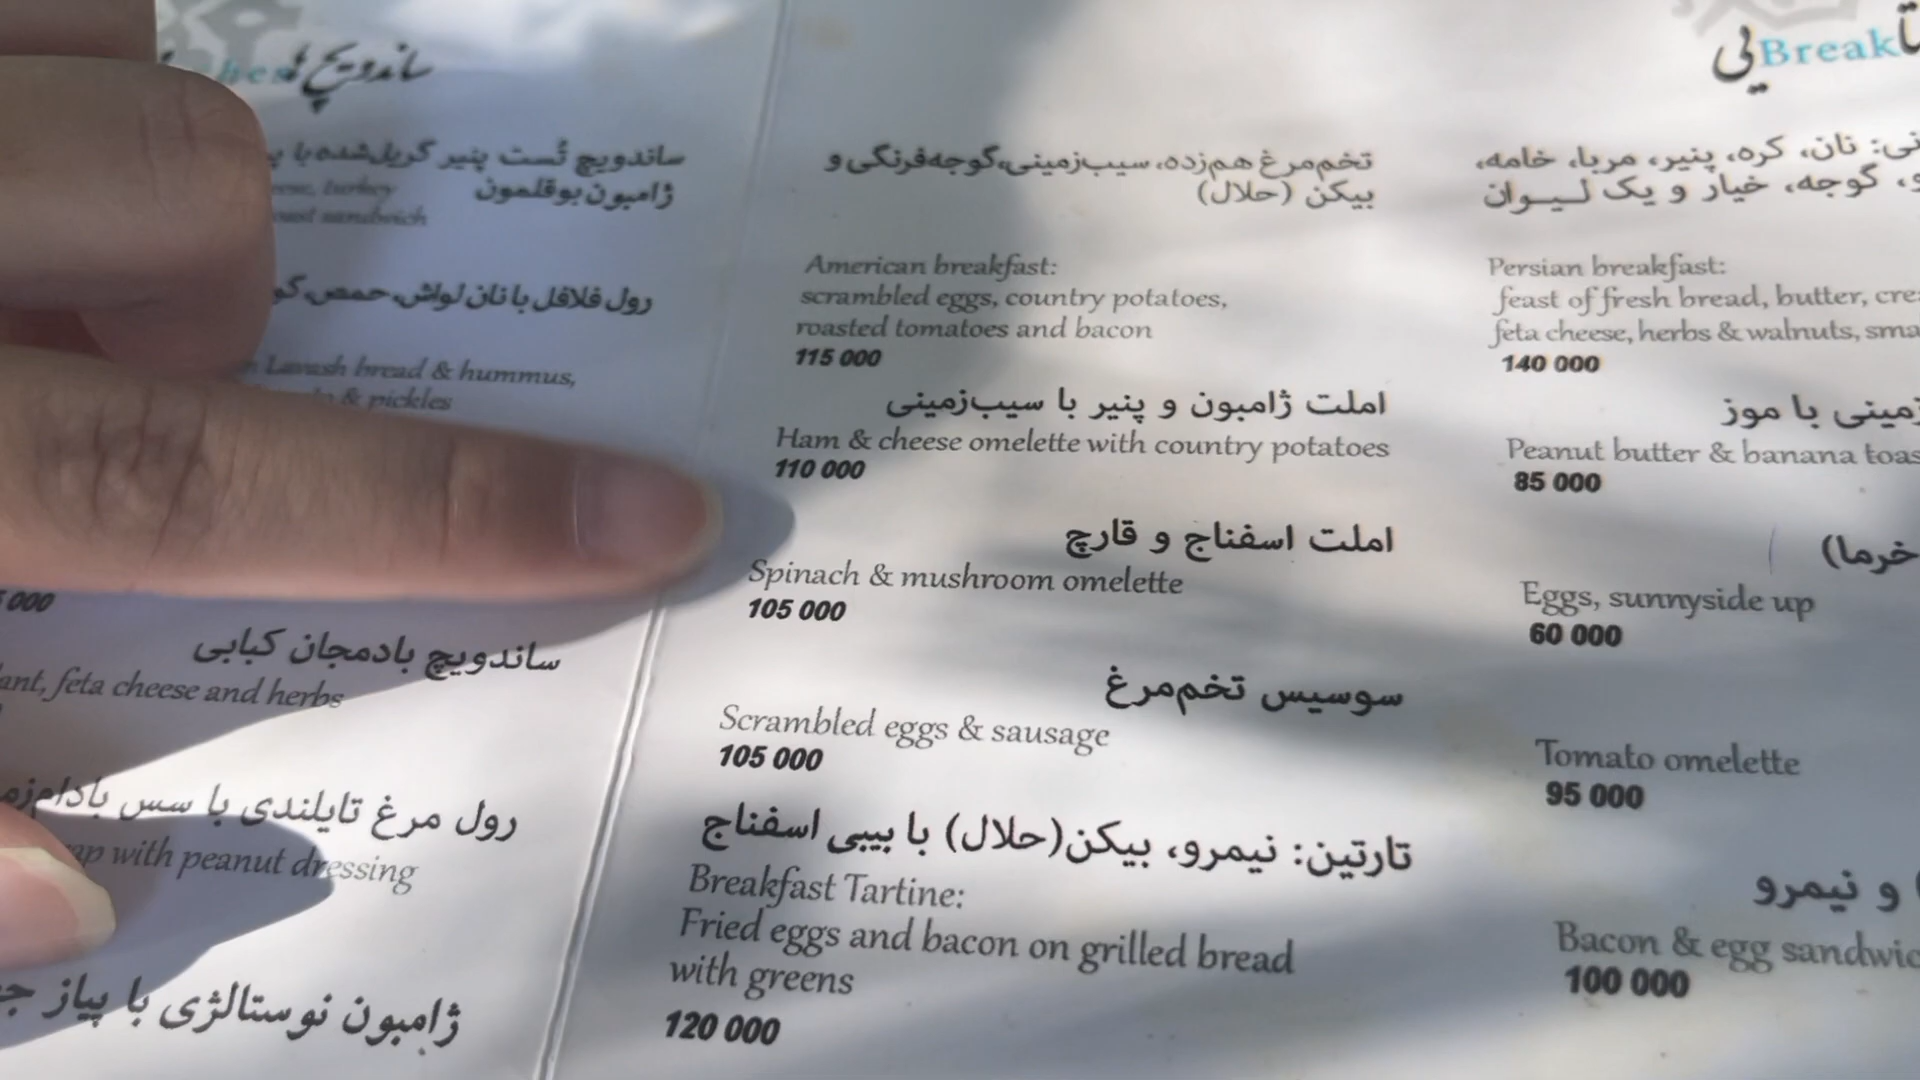 ساندویچ‌ها
ساندویچ تُست پنیر گریل‌شده با
ژامبون بوقلمون
turkey
sandwich
رول فلافل با نان لواش، حمص،
Lavash bread & hummus,
& pickles
000
ساندویچ بادمجان کبابی
feta cheese and herbs
رول مرغ تایلندی با سس
with peanut dressing
ژامبون نوستالژی با پیاز
تخم‌مرغ هم‌زده، سیب‌زمینی، گوجه‌فرنگی و
بیکن (حلال)
American breakfast:
scrambled eggs, country potatoes,
roasted tomatoes and bacon
115 000
املت ژامبون و پنیر با سیب‌زمینی
Ham & cheese omelette with country potatoes
110 000
املت اسفناج و قارچ
Spinach & mushroom omelette
105 000
سوسیس تخم‌مرغ
Scrambled eggs & sausage
105 000
تارتین: نیمرو، بیکن(حلال) با بیبی اسفناج
Breakfast Tartine:
Fried eggs and bacon on grilled bread
with greens
120 000
Break
نان، کره، پنیر، مربا، خامه،
گوجه، خیار و یک لیوان
Persian breakfast:
feast of fresh bread, butter,
feta cheese, herbs & walnuts,
140 000
با موز
Peanut butter & banana
85 000
خرما)
Eggs, sunnyside up
60 000
Tomato omelette
95 000
و نیمرو
Bacon & egg
100 000